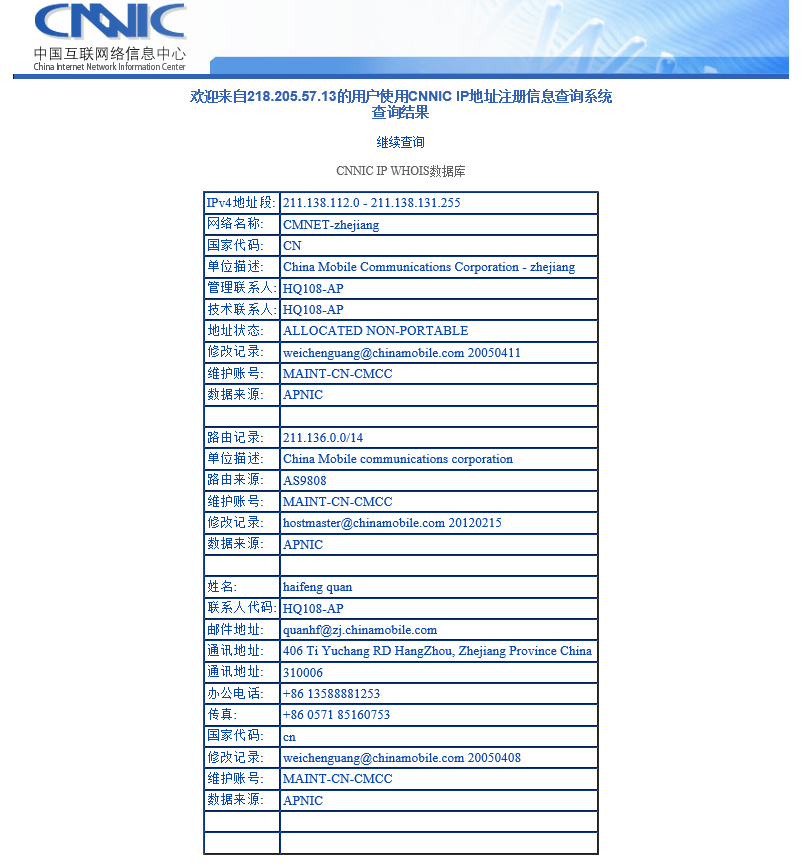 CNNIC
中国互联网络信息中心
China Internet Network Information Center
欢迎来自218.205.57.13的用户使用CNNIC IP地址注册信息查询系统
查询结果
继续查询
CNNIC IP WHOIS数据库
IPv4地址段: 211.138.112.0 - 211.138.131.255
网络名称: CMNET-zhejiang
国家代码: CN
单位描述: China Mobile Communications Corporation - zhejiang
管理联系人: HQ108-AP
技术联系人: HQ108-AP
地址状态: ALLOCATED NON-PORTABLE
修改记录: weichenguang@chinamobile.com 20050411
维护账号: MAINT-CN-CMCC
数据来源: APNIC
路由记录: 211.136.0.0/14
单位描述: China Mobile communications corporation
路由来源: AS9808
维护账号: MAINT-CN-CMCC
修改记录: hostmaster@chinamobile.com 20120215
数据来源: APNIC
姓名: haifeng quan
联系人代码: HQ108-AP
邮件地址: quanhf@zj.chinamobile.com
通讯地址: 406 Ti Yuchang RD HangZhou, Zhejiang Province China
通讯地址: 310006
办公电话: +86 13588881253
传真: +86 0571 85160753
国家代码: cn
修改记录: weichenguang@chinamobile.com 20050408
维护账号: MAINT-CN-CMCC
数据来源: APNIC